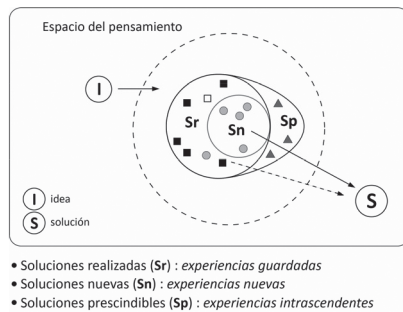 Espacio del pensamiento
I
Sr
Sn
Sp
S
I idea
S solución
• Soluciones realizadas (Sr) : experiencias guardadas
• Soluciones nuevas (Sn) : experiencias nuevas
• Soluciones prescindibles (Sp) : experiencias intrascendentes